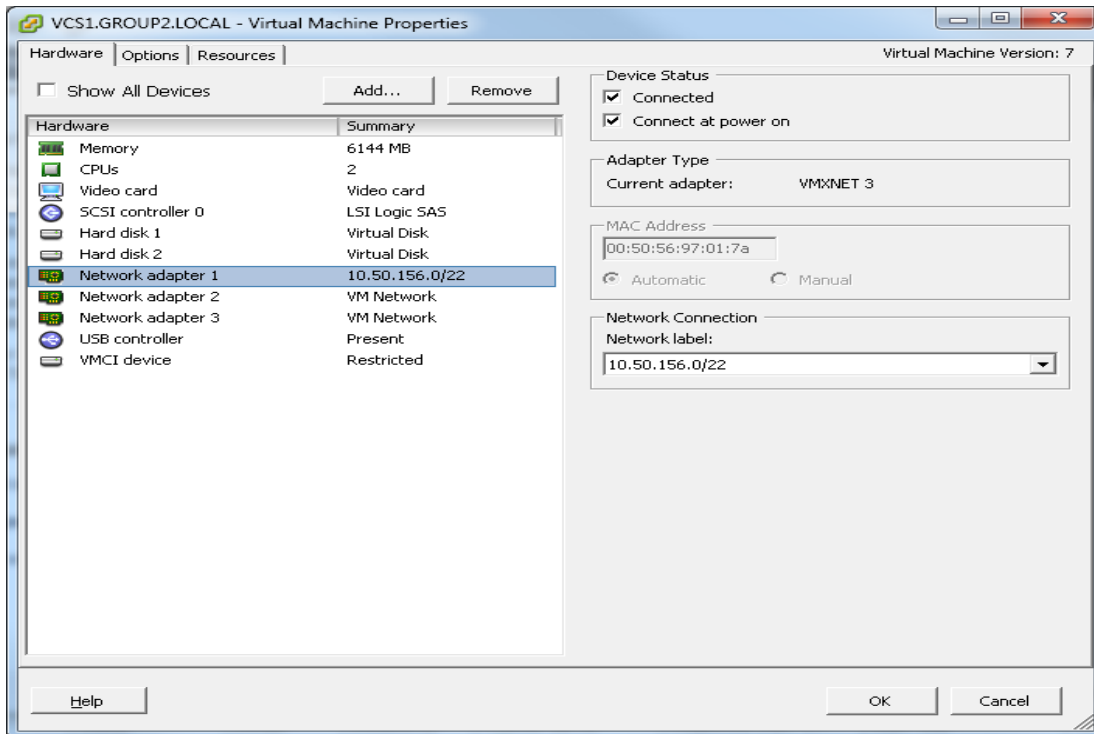 VCS1.GROUP2.LOCAL - Virtual Machine Properties
Hardware Options Resources Virtual Machine Version: 7
Show All Devices Add... Remove
Hardware Summary
Memory 6144 MB
CPUs 2
Video card Video card
SCSI controller 0 LSI Logic SAS
Hard disk 1 Virtual Disk
Hard disk 2 Virtual Disk
Network adapter 1 10.50.156.0/22
Network adapter 2 VM Network
Network adapter 3 VM Network
USB controller Present
VMCI device Restricted
Device Status
Connected
Connect at power on
Adapter Type
Current adapter: VMXNET 3
MAC Address
00:50:56:97:01:7a
Automatic Manual
Network Connection
Network label:
10.50.156.0/22
Help OK Cancel